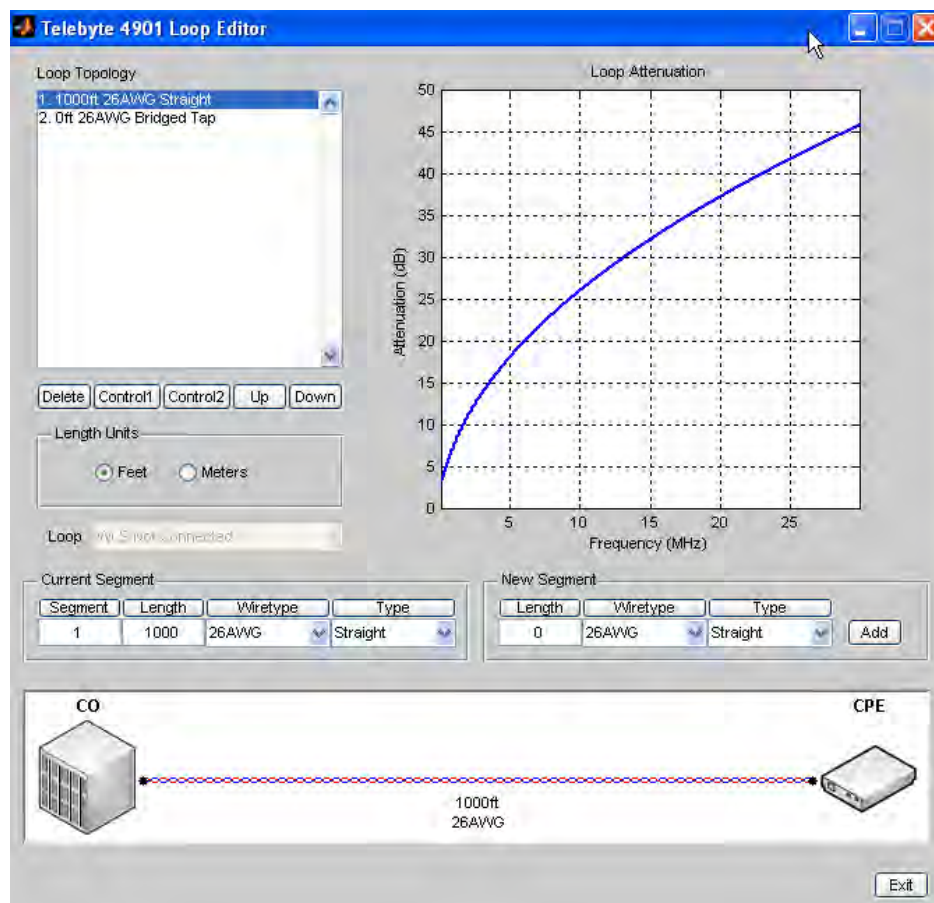 Telebyte 4901 Loop Editor
Loop Topology
1. 1000ft 26AWG Straight
2. 0ft 26AWG Bridged Tap
Delete Control1 Control2 Up Down
Length Units
Feet Meters
Loop Not Connected
Loop Attenuation
50
45
40
35
30
25
20
15
10
5
0
Attenuation (dB)
5 10 15 20 25
Frequency (MHz)
Current Segment
Segment Length Wiretype Type
1 1000 26AWG Straight
New Segment
Length Wiretype Type
0 26AWG Straight Add
CO
CPE
1000ft
26AWG
Exit